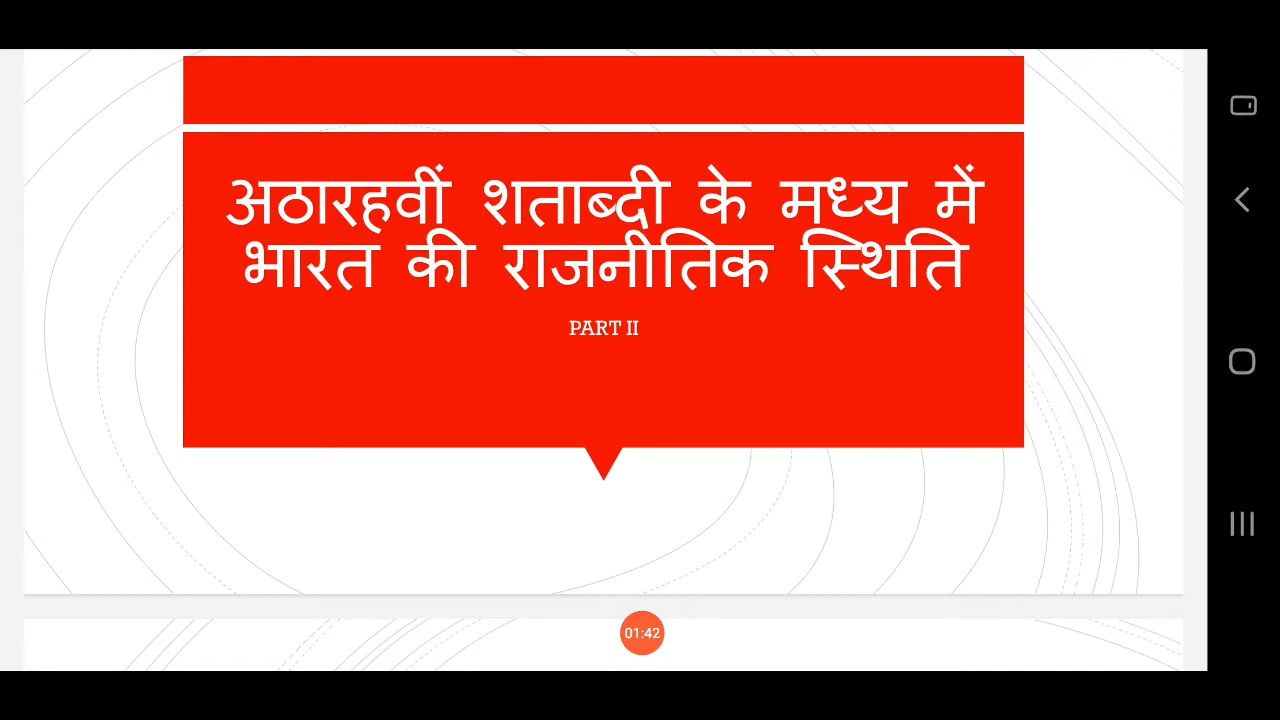 अठारहवीं शताब्दी के मध्य में
भारत की राजनीतिक स्थिति
PART II
01:42